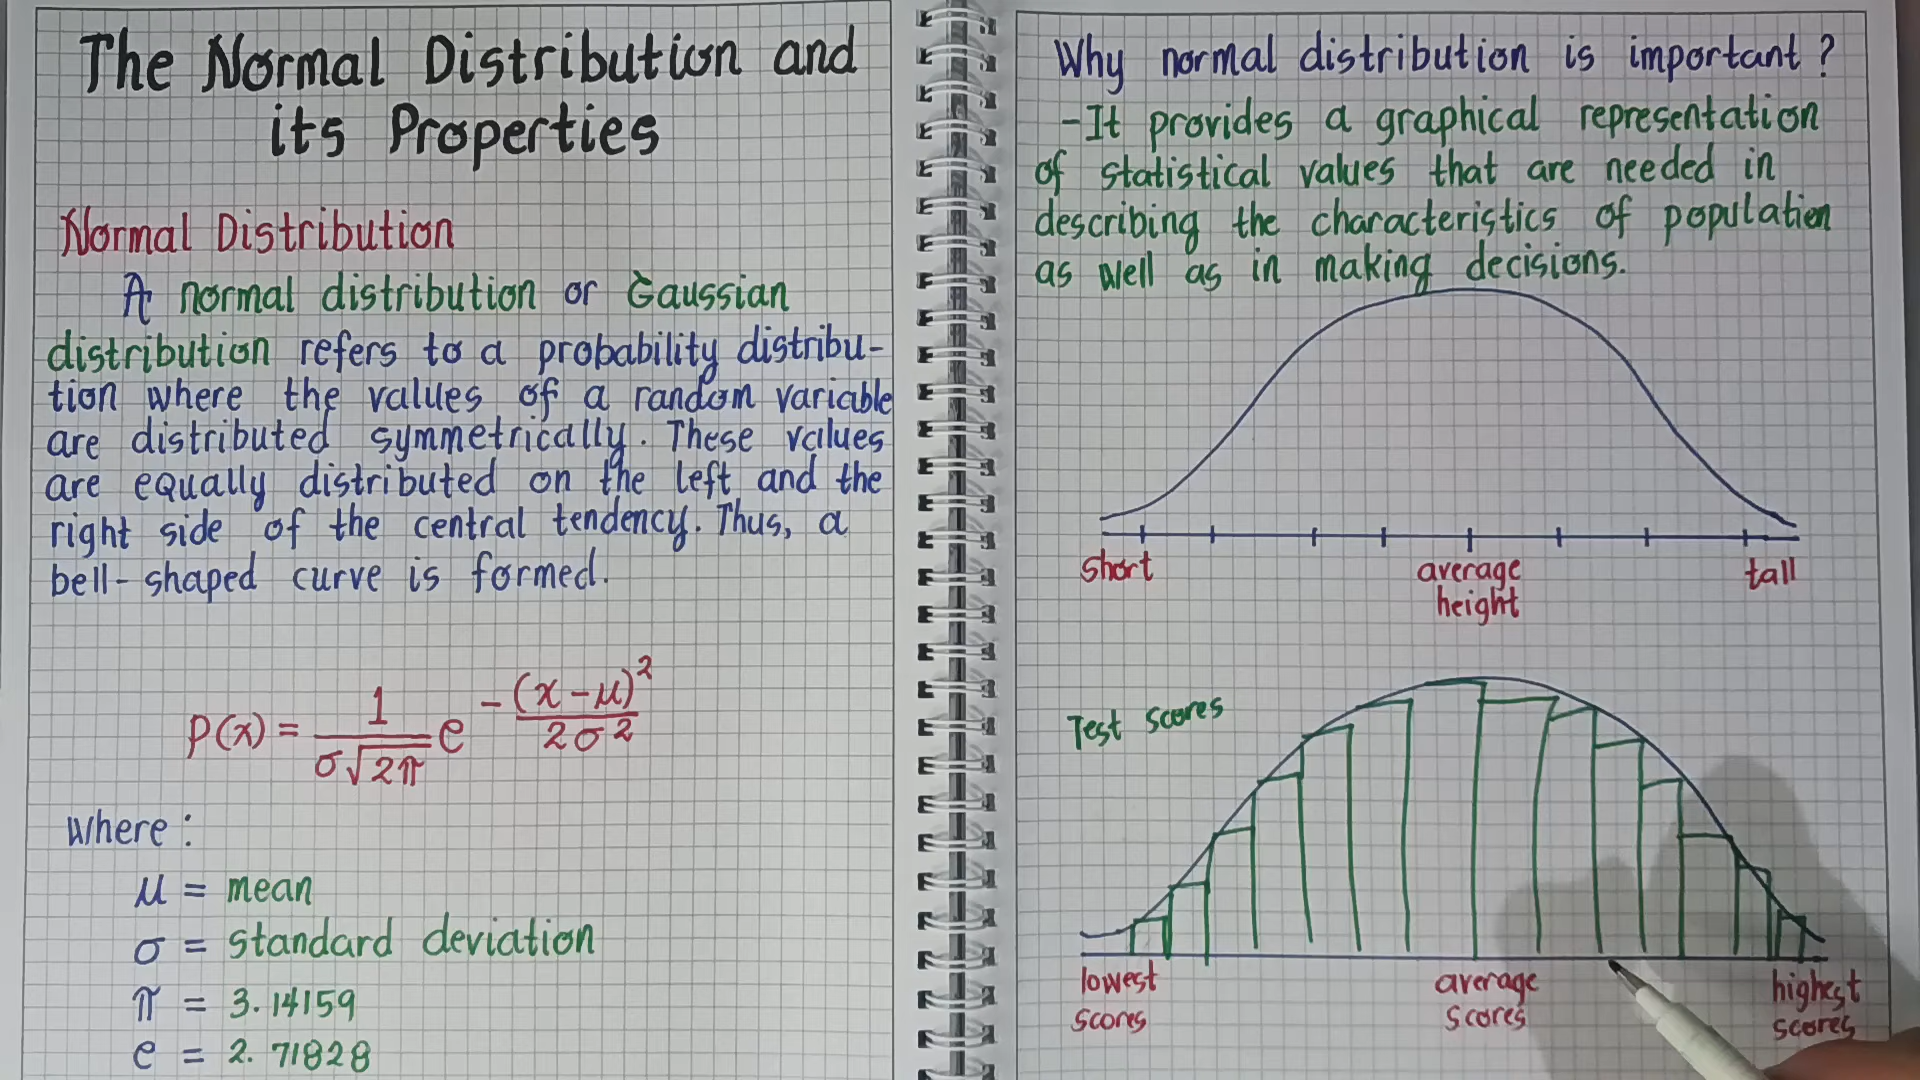 The Normal Distribution and
its Properties
Normal Distribution
A normal distribution or Gaussian
distribution refers to a probability distribu-
tion where the values of a random variable
are distributed symmetrically. These values
are equally distributed on the left and the
right side of the central tendency. Thus, a
bell-shaped curve is formed.
P(x) = 1/(σ√2π) e^(-(x-μ)²/2σ²)
Where:
μ = mean
σ = standard deviation
π = 3.14159
e = 2.71828
Why normal distribution is important?
-It provides a graphical representation
of statistical values that are needed in
describing the characteristics of population
as well as in making decisions.
short average tall
height
Test scores
lowest average highest
scores scores scores